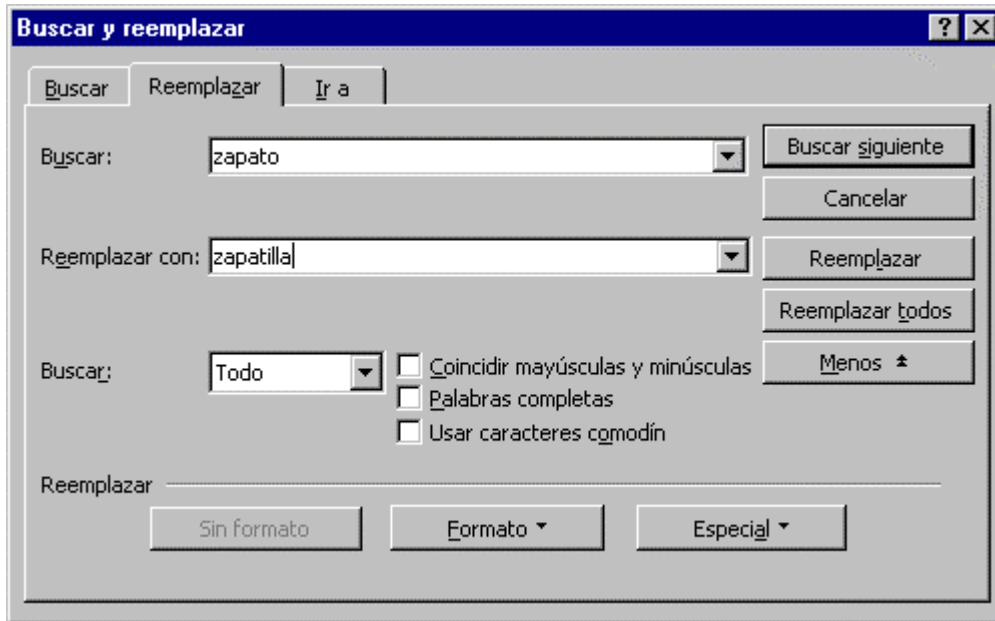 Buscar y reemplazar
Buscar Reemplazar Ir a
Buscar: zapato Buscar siguiente
Cancelar
Reemplazar con: zapatilla Reemplazar
Reemplazar todos
Buscar: Todo Coincidir mayúsculas y minúsculas Menos
Palabras completas
Usar caracteres comodín
Reemplazar
Sin formato Formato Especial